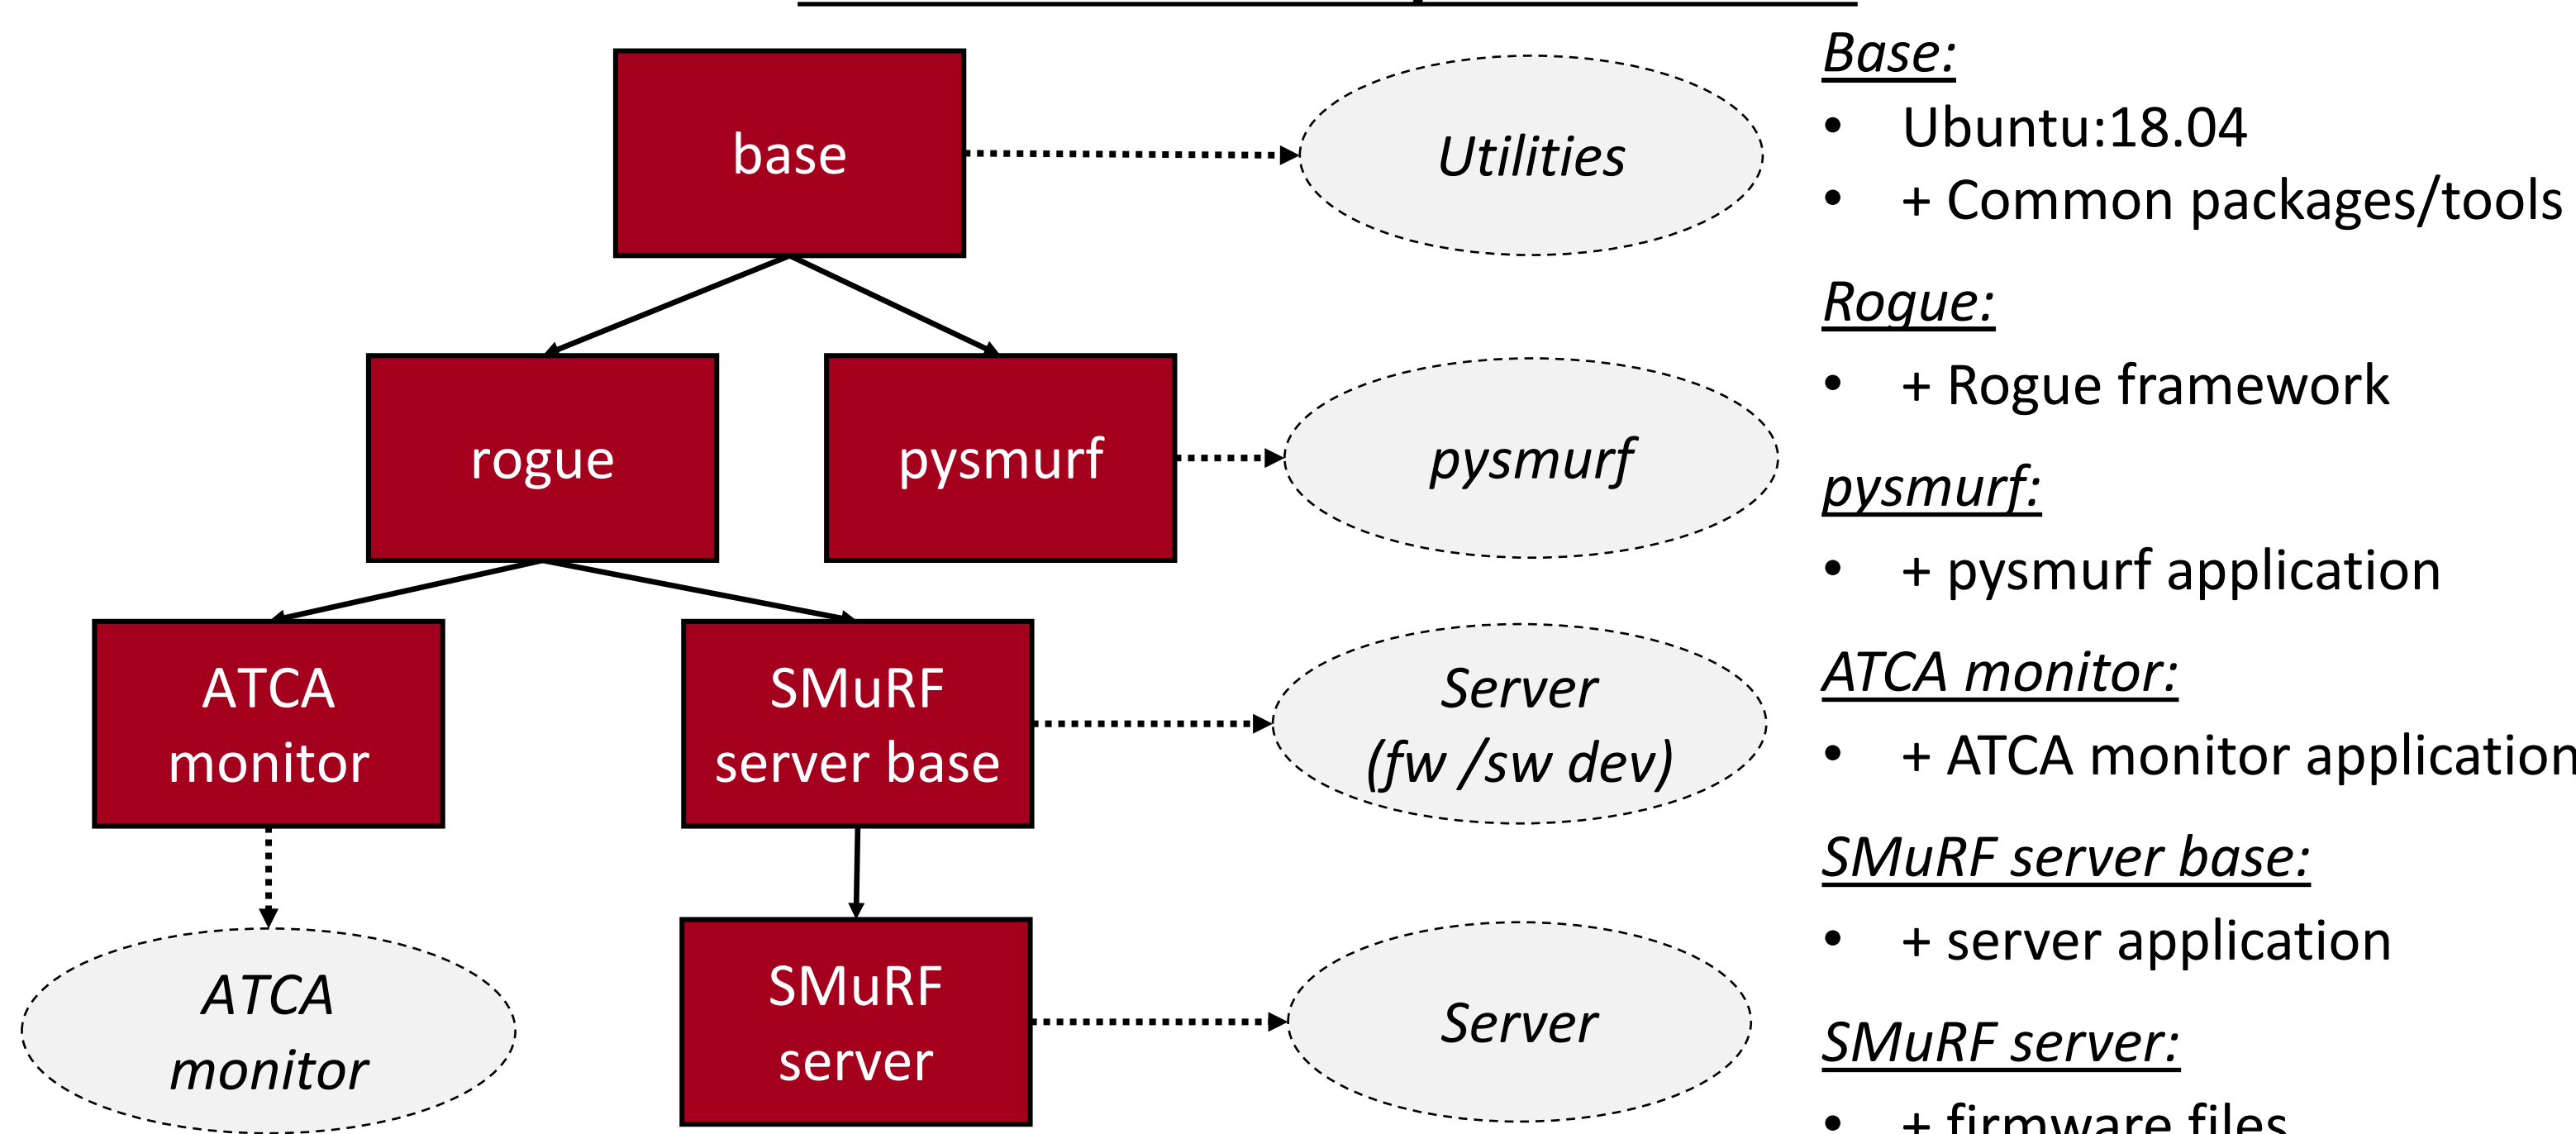 base
Utilities
rogue
pysmurf
pysmurf
ATCA
monitor
SMuRF
server base
Server
(fw /sw dev)
ATCA
monitor
SMuRF
server
Server
Base:
• Ubuntu:18.04
• + Common packages/tools
Rogue:
• + Rogue framework
pysmurf:
• + pysmurf application
ATCA monitor:
• + ATCA monitor application
SMuRF server base:
• + server application
SMuRF server:
• + firmware files